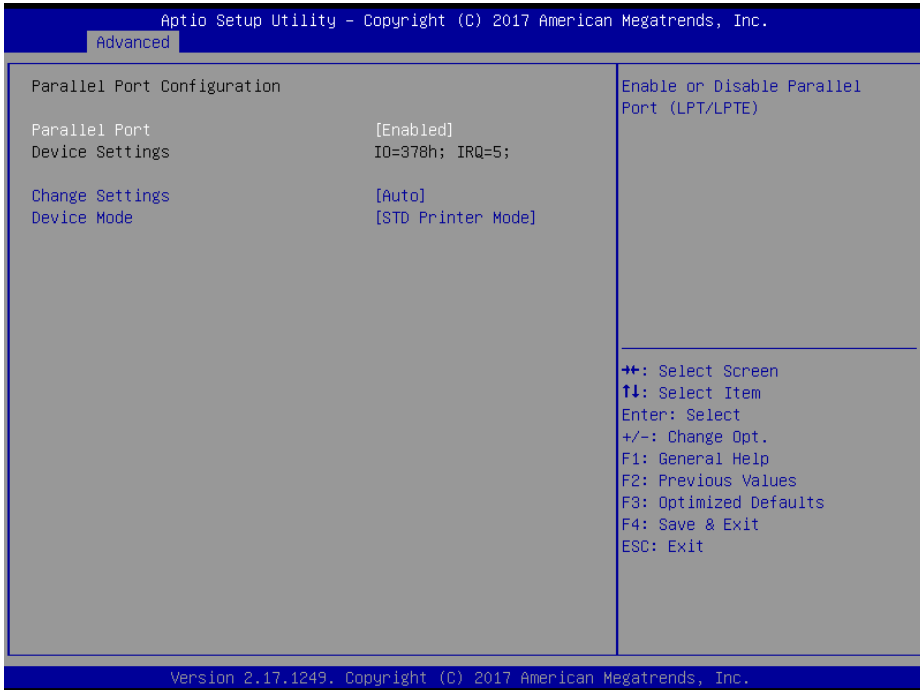 Aptio Setup Utility – Copyright (C) 2017 American Megatrends, Inc.
Advanced
Parallel Port Configuration
Parallel Port [Enabled]
Device Settings IO=378h; IRQ=5;
Change Settings [Auto]
Device Mode [STD Printer Mode]
Enable or Disable Parallel
Port (LPT/LPTE)
→←: Select Screen
↑↓: Select Item
Enter: Select
+/-: Change Opt.
F1: General Help
F2: Previous Values
F3: Optimized Defaults
F4: Save & Exit
ESC: Exit
Version 2.17.1249. Copyright (C) 2017 American Megatrends, Inc.